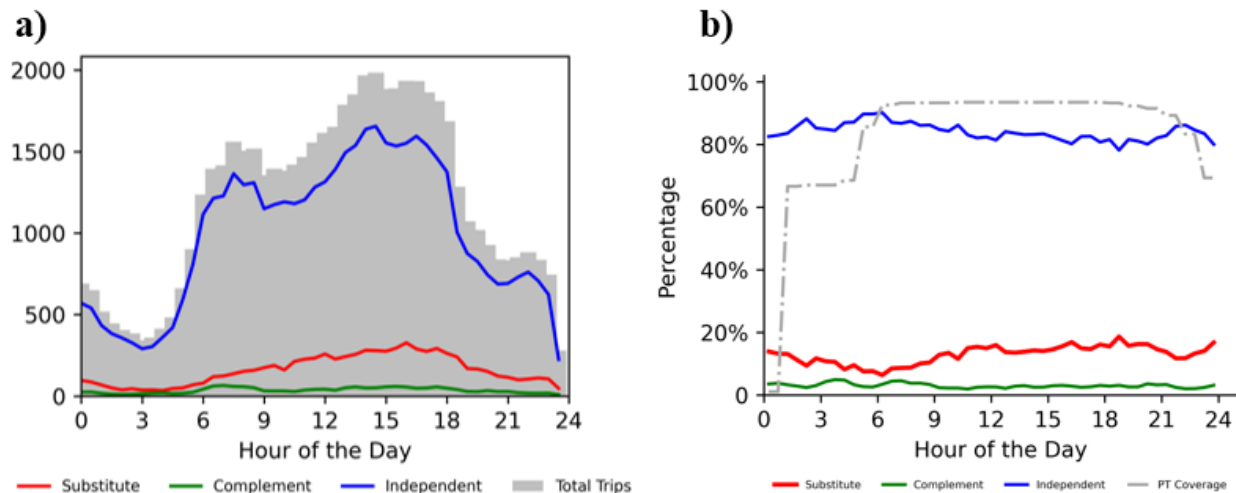 a)
2000
1500
1000
500
0
0 3 6 9 12 15 18 21 24
Hour of the Day
Substitute Complement Independent Total Trips
b)
100%
80%
60%
40%
20%
0
Percentage
0 3 6 9 12 15 18 21 24
Hour of the Day
Substitute Complement Independent PT Coverage